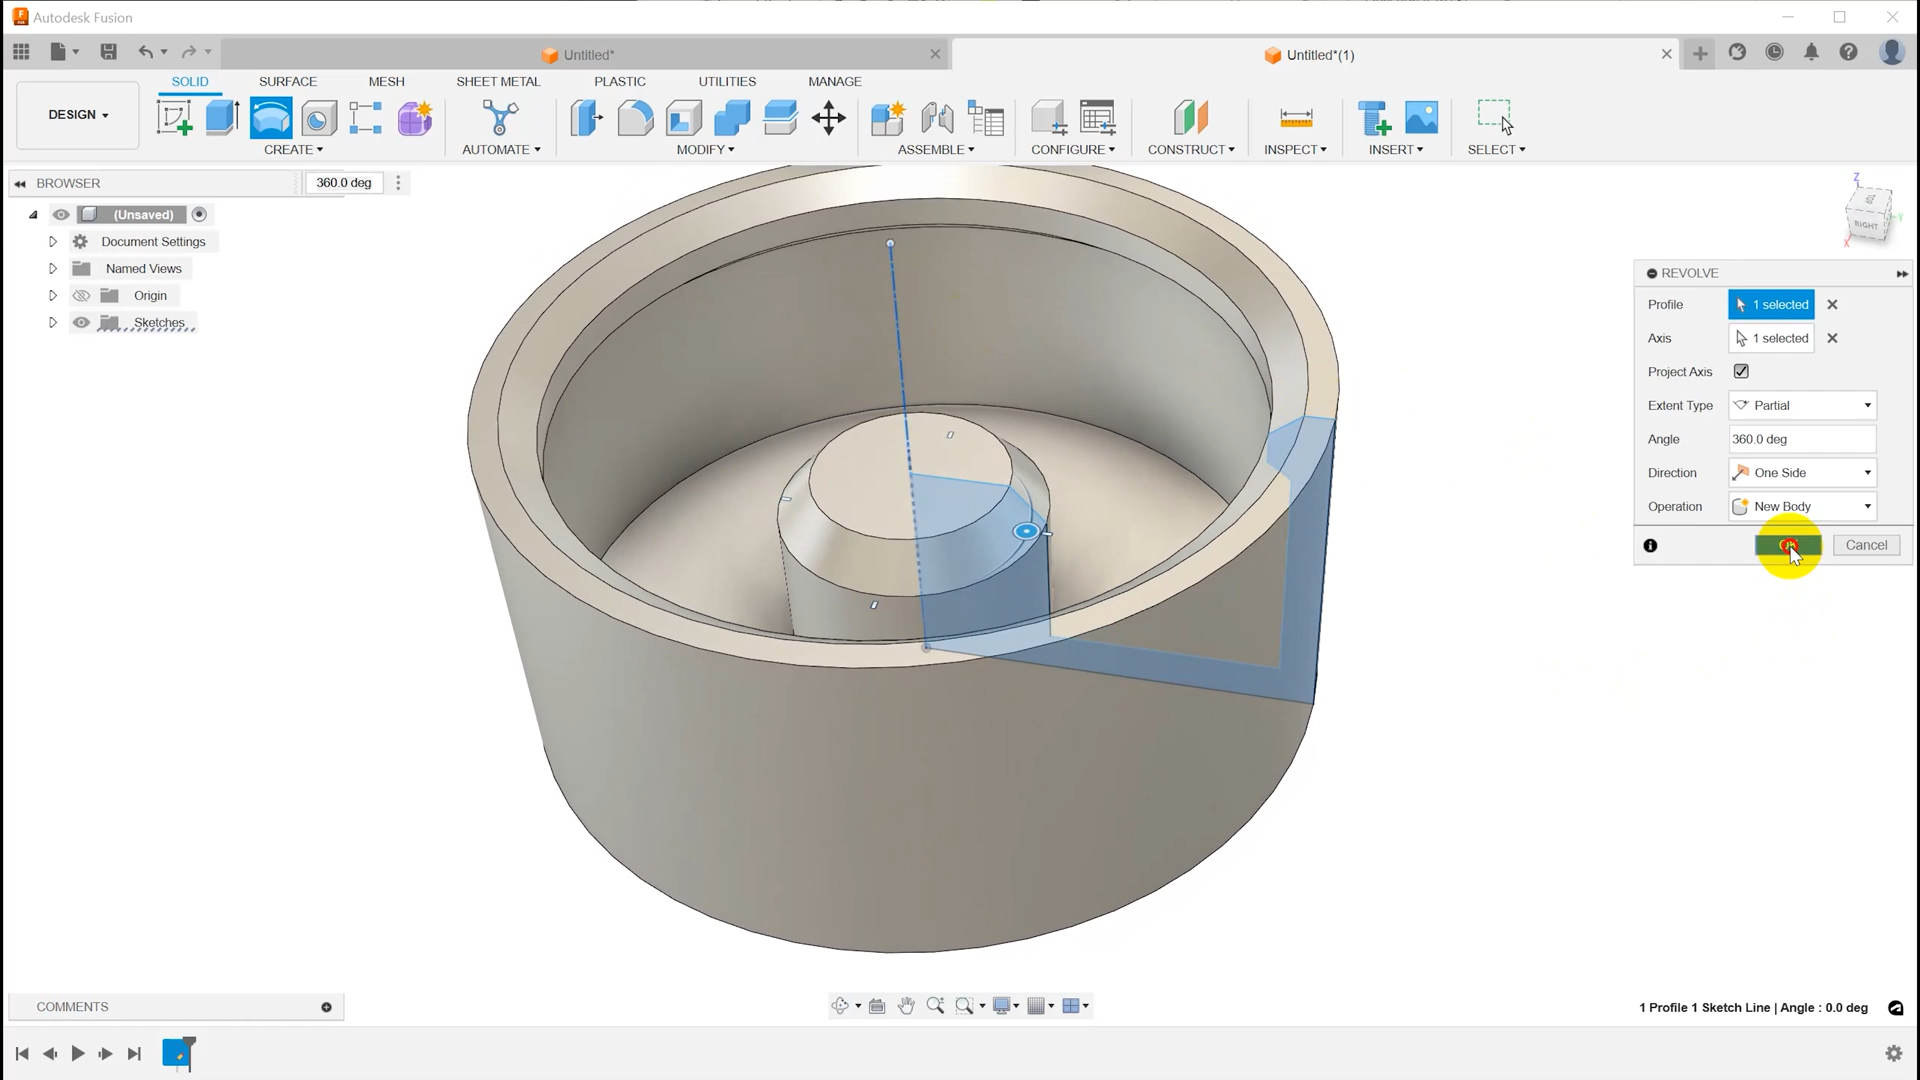 Autodesk Fusion
Untitled*
Untitled*(1)
SOLID SURFACE MESH SHEET METAL PLASTIC UTILITIES MANAGE
DESIGN
CREATE AUTOMATE MODIFY ASSEMBLE CONFIGURE CONSTRUCT INSPECT INSERT SELECT
BROWSER
360.0 deg
(Unsaved)
Document Settings
Named Views
Origin
Sketches
Z
TOP
RIGHT
Y
X
REVOLVE
Profile 1 selected
Axis 1 selected
Project Axis
Extent Type Partial
Angle 360.0 deg
Direction One Side
Operation New Body
Cancel
COMMENTS
1 Profile 1 Sketch Line | Angle : 0.0 deg